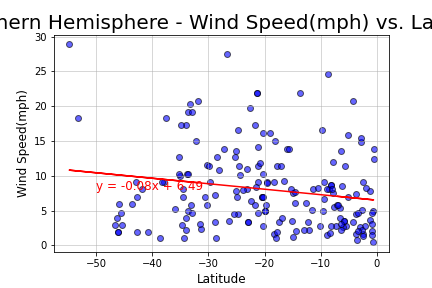 hern Hemisphere - Wind Speed(mph) vs. La
30
25
20
15
10
5
0
Wind Speed(mph)
y = -0.08x + 6.49
−50 −40 −30 −20 −10 0
Latitude